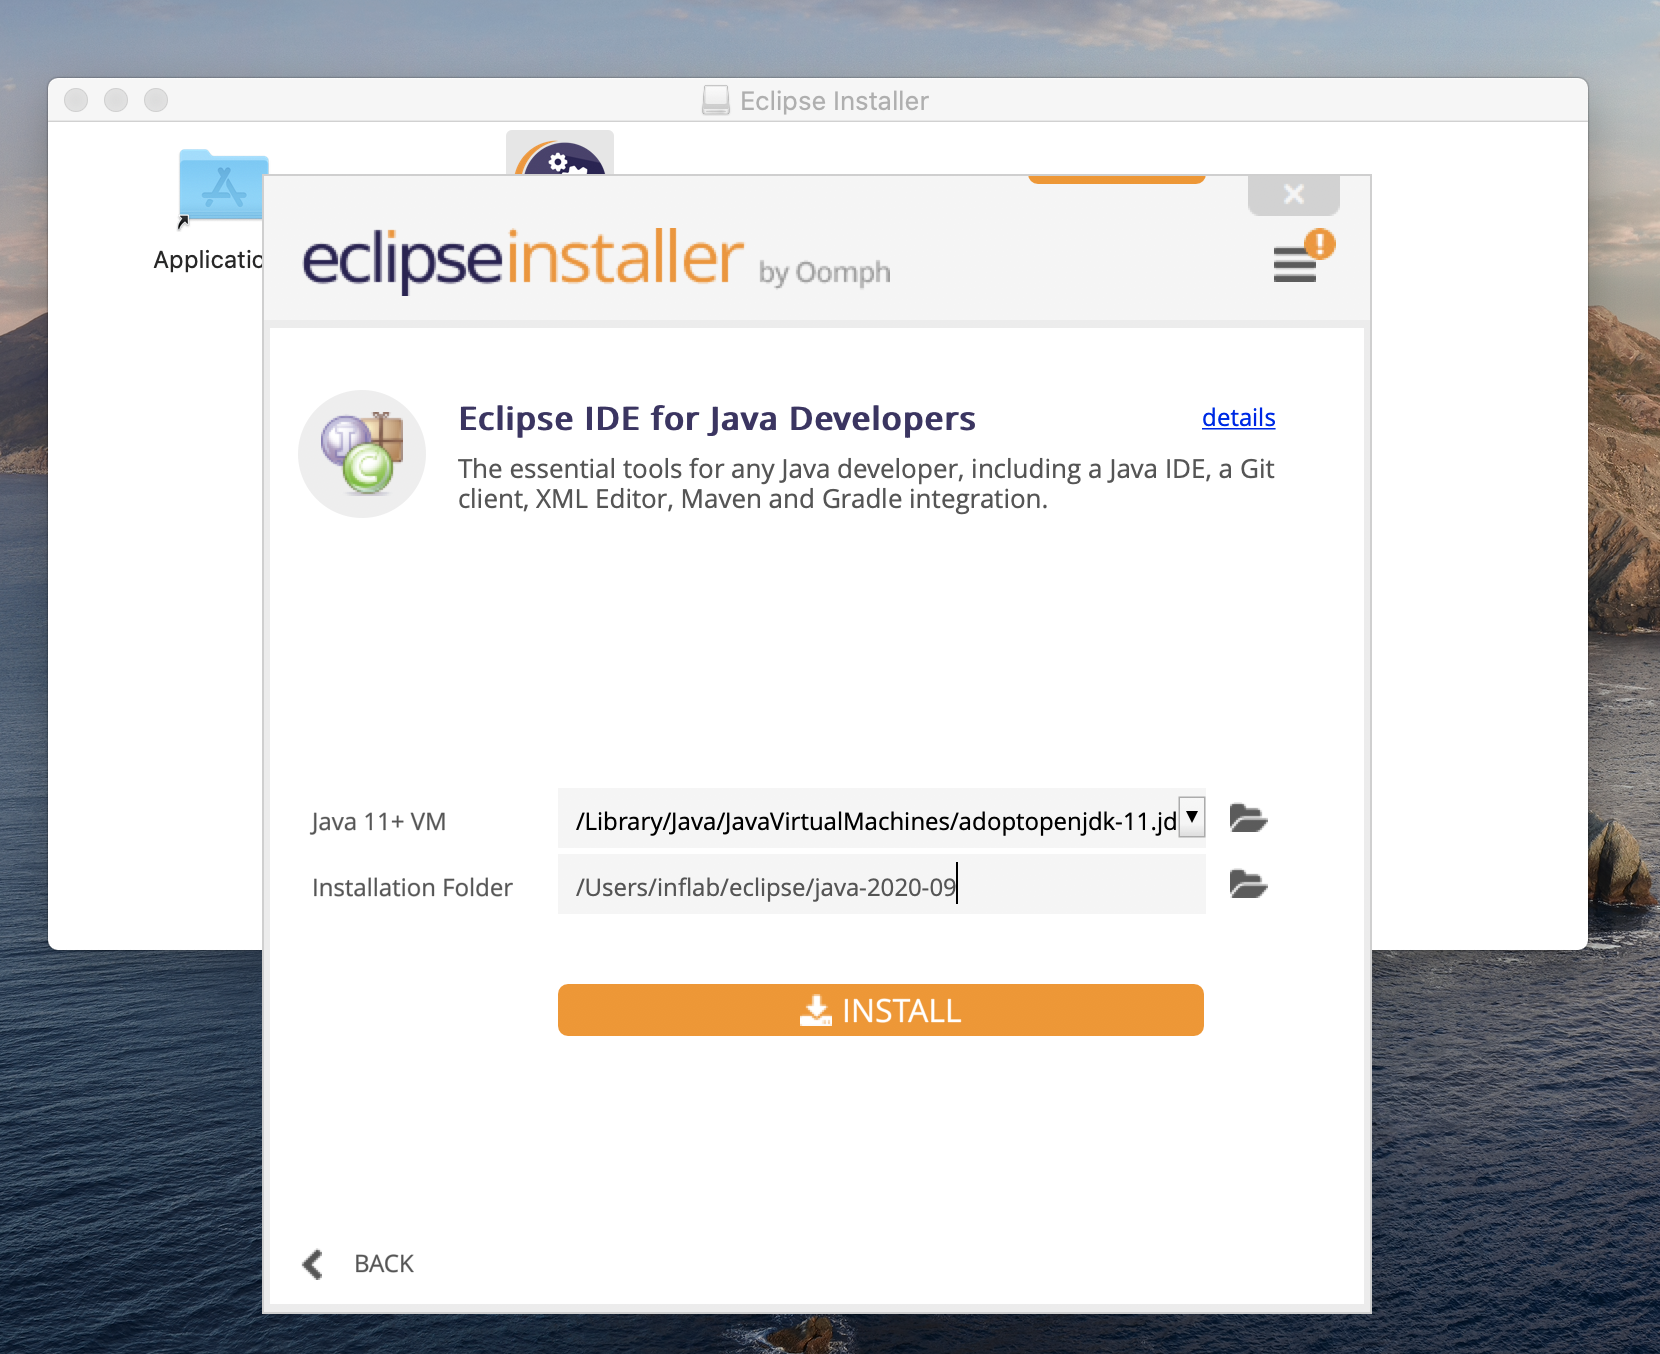 Eclipse Installer
Applicatio
eclipseinstaller by Oomph
Eclipse IDE for Java Developers
details
The essential tools for any Java developer, including a Java IDE, a Git
client, XML Editor, Maven and Gradle integration.
Java 11+ VM
/Library/Java/JavaVirtualMachines/adoptopenjdk-11.jd
Installation Folder
/Users/inflab/eclipse/java-2020-09
INSTALL
BACK